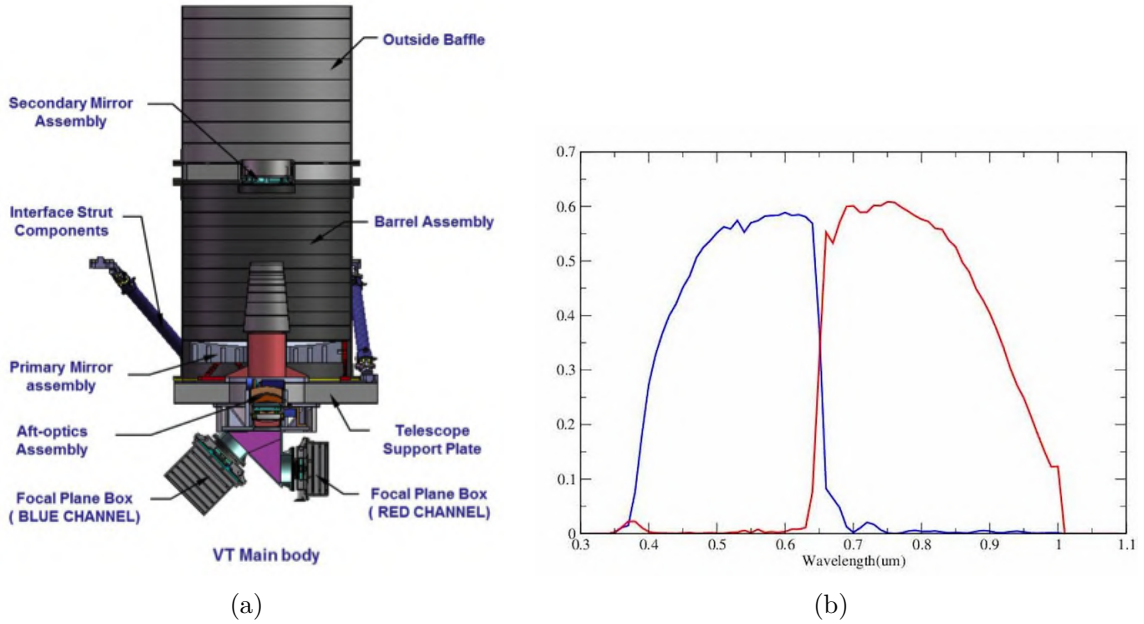 Outside Baffle
Secondary Mirror
Assembly
Interface Strut
Components
Barrel Assembly
Primary Mirror
assembly
Aft-optics
Assembly
Telescope
Support Plate
Focal Plane Box
( BLUE CHANNEL)
Focal Plane Box
( RED CHANNEL)
VT Main body
(a)
0.7
0.6
0.5
0.4
0.3
0.2
0.1
0
0.3 0.4 0.5 0.6 0.7 0.8 0.9 1 1.1
Wavelength(um)
(b)